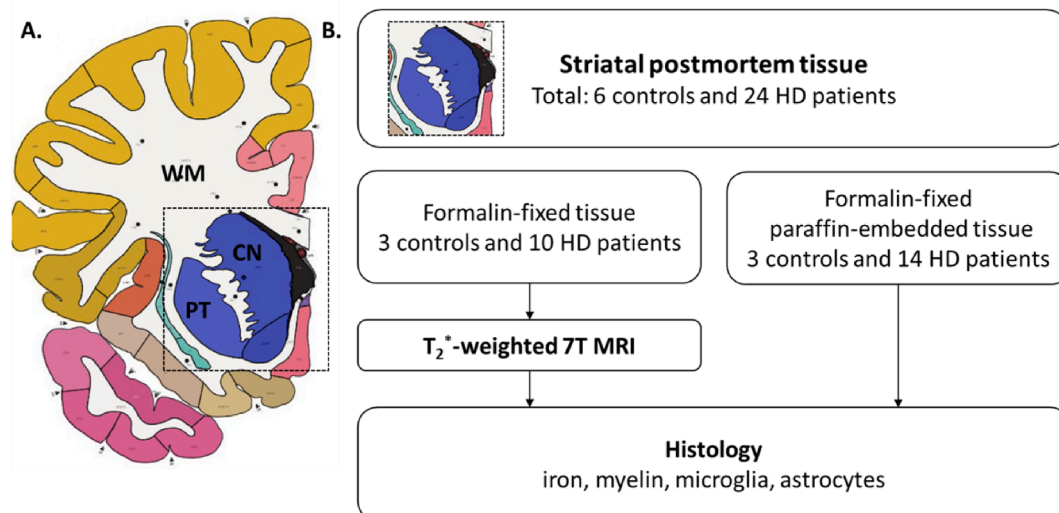 A.
WM
CN
PT
B.
Striatal postmortem tissue
Total: 6 controls and 24 HD patients
Formalin-fixed tissue
3 controls and 10 HD patients
Formalin-fixed
paraffin-embedded tissue
3 controls and 14 HD patients
T₂*-weighted 7T MRI
Histology
iron, myelin, microglia, astrocytes